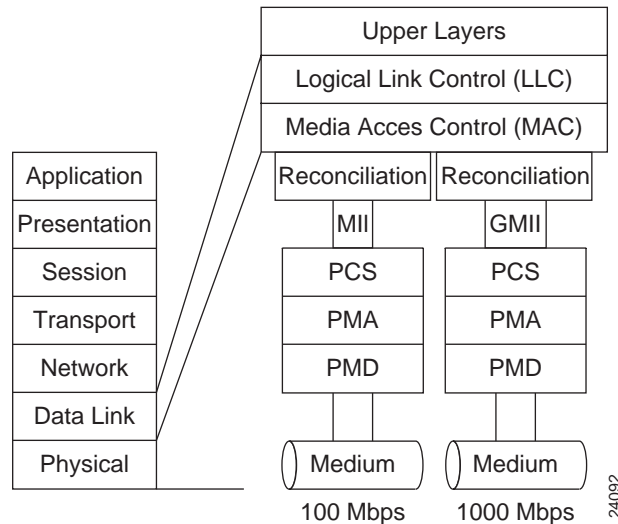 Upper Layers
Logical Link Control (LLC)
Media Acces Control (MAC)
Application
Presentation
Session
Transport
Network
Data Link
Physical
Reconciliation
MII
PCS
PMA
PMD
Medium
100 Mbps
Reconciliation
GMII
PCS
PMA
PMD
Medium
1000 Mbps
24092